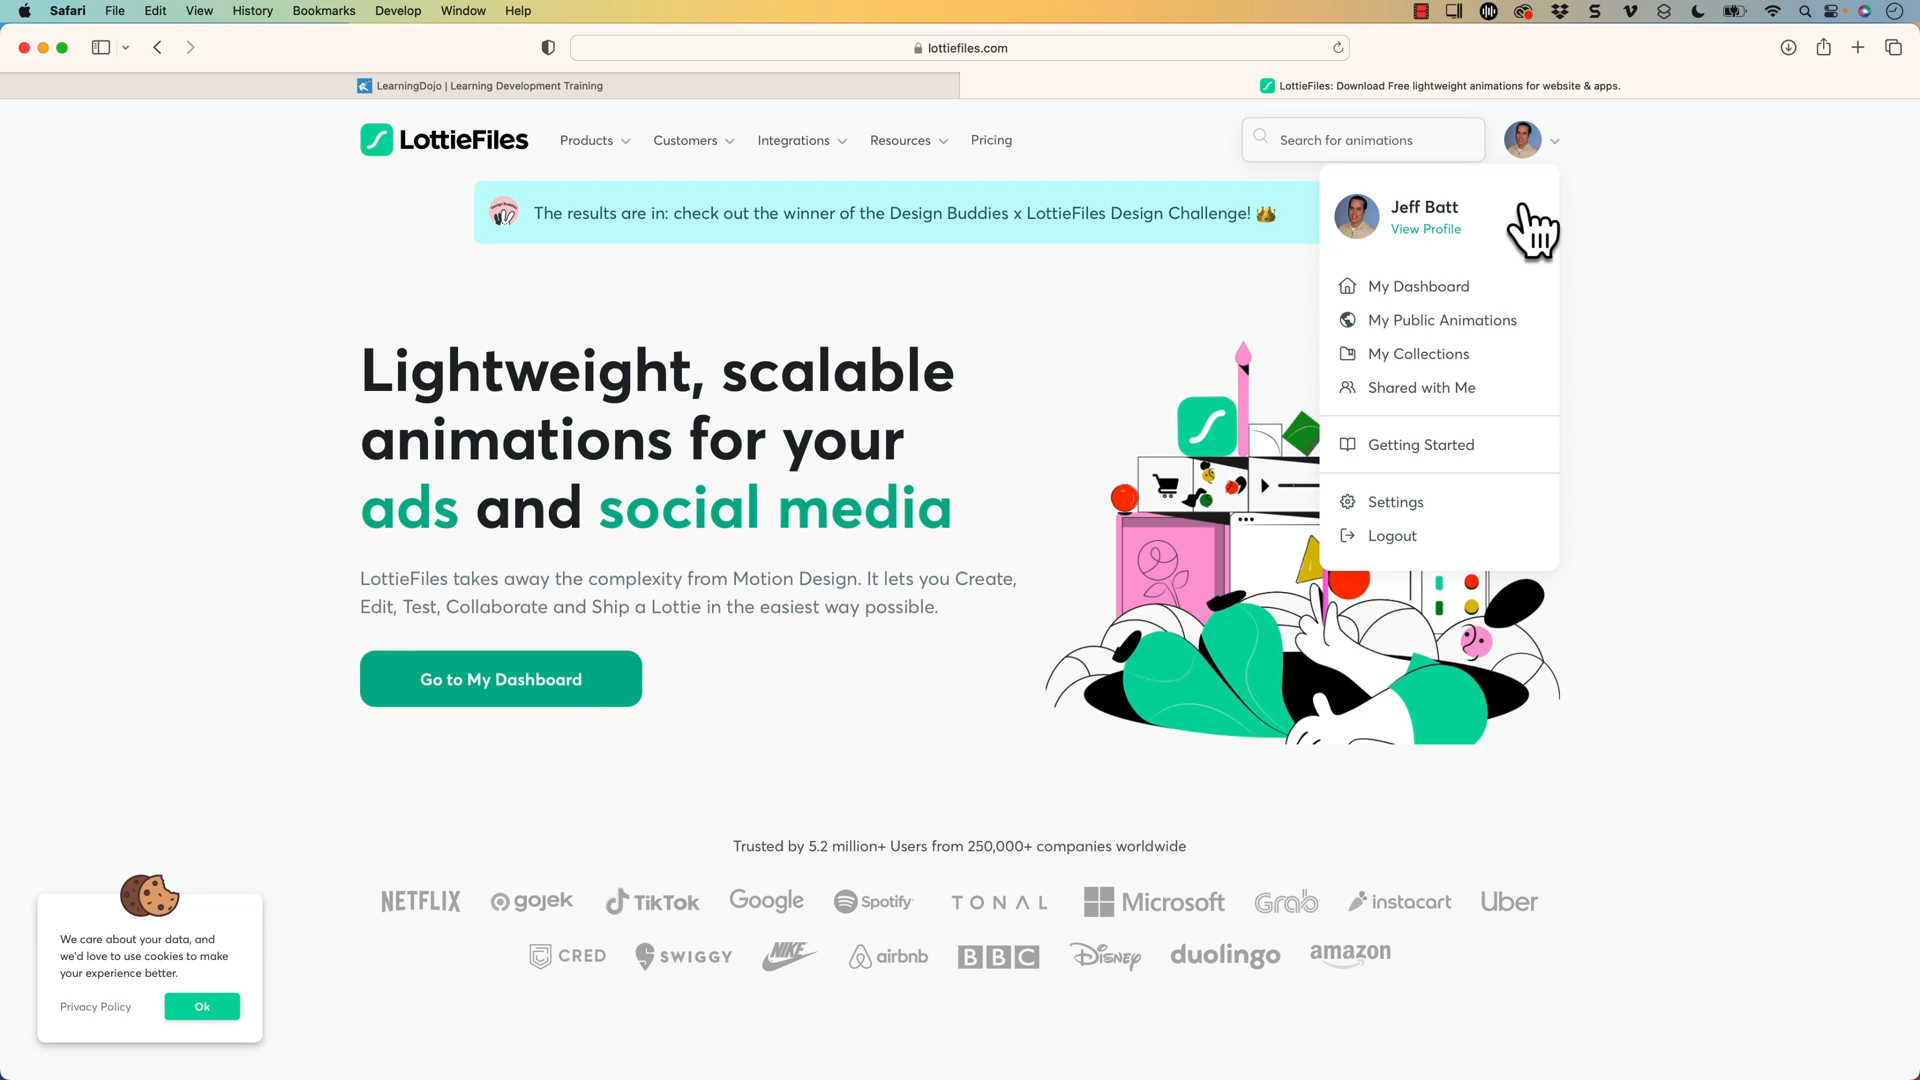 Safari File Edit View History Bookmarks Develop Window Help
lottiefiles.com
LearningDojo | Learning Development Training
LottieFiles: Download Free lightweight animations for website & apps.
LottieFiles Products Customers Integrations Resources Pricing Search for animations
The results are in: check out the winner of the Design Buddies x LottieFiles Design Challenge!
Jeff Batt
View Profile
My Dashboard
My Public Animations
My Collections
Shared with Me
Getting Started
Settings
Logout
Lightweight, scalable
animations for your
ads and social media
LottieFiles takes away the complexity from Motion Design. It lets you Create,
Edit, Test, Collaborate and Ship a Lottie in the easiest way possible.
Go to My Dashboard
Trusted by 5.2 million+ Users from 250,000+ companies worldwide
NETFLIX gojek TikTok Google Spotify TONAL Microsoft Grab instacart Uber
CRED SWIGGY NIKE airbnb BBC Disney duolingo amazon
We care about your data, and
we'd love to use cookies to make
your experience better.
Privacy Policy Ok